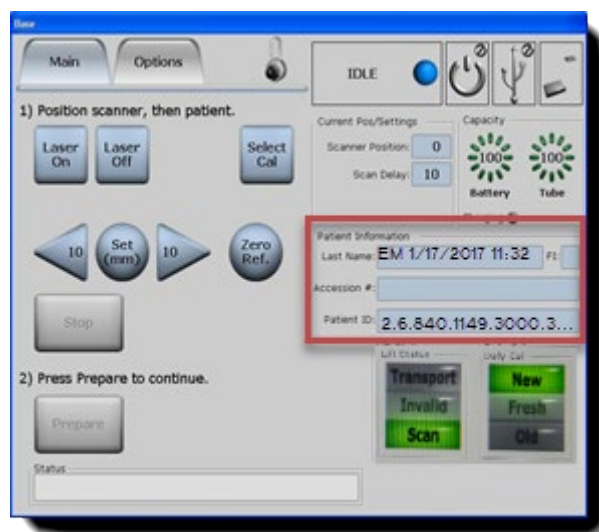 Base
Main
Options
IDLE
1) Position scanner, then patient.
Laser On
Laser Off
Select Cal
Current Pos/Settings
Scanner Position: 0
Scan Delay: 10
Capacity
100
100
Battery
Tube
10
Set (mm)
10
Zero Ref.
Patient Information
Last Name: EM 1/17/2017 11:32
FI:
Accession #:
Patient ID: 2.6.840.1149.3000.3...
Stop
2) Press Prepare to continue.
Prepare
Lift Status
Transport
Invalid
Scan
Daily Cal
New
Fresh
Old
Status